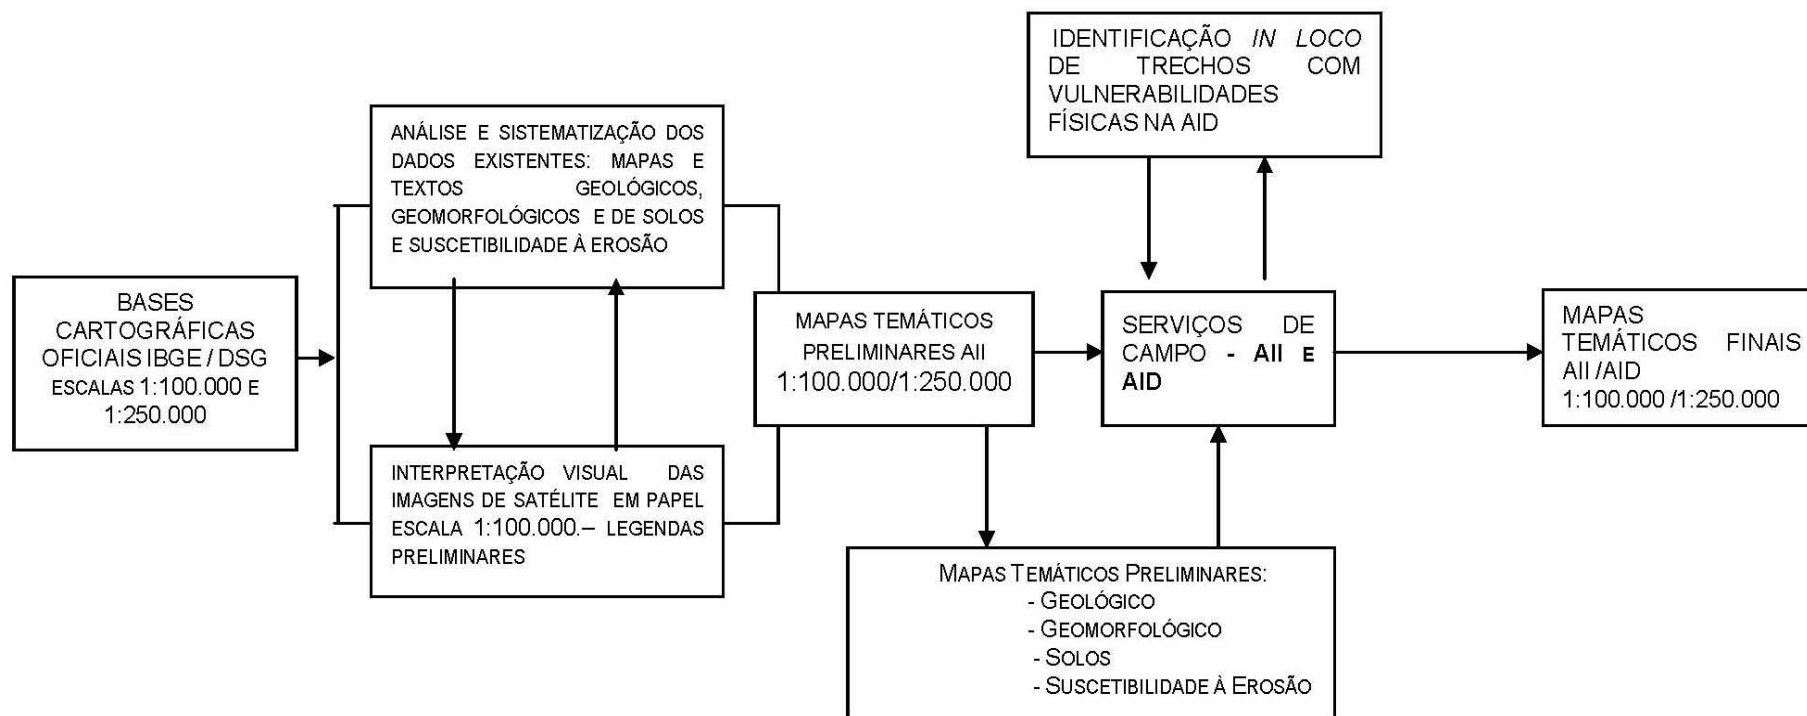 BASES
CARTOGRÁFICAS
OFICIAIS IBGE / DSG
ESCALAS 1:100.000 E
1:250.000
ANÁLISE E SISTEMATIZAÇÃO DOS
DADOS EXISTENTES: MAPAS E
TEXTOS GEOLÓGICOS,
GEOMORFOLÓGICOS E DE SOLOS
E SUSCETIBILIDADE À EROSÃO
INTERPRETAÇÃO VISUAL DAS
IMAGENS DE SATÉLITE EM PAPEL
ESCALA 1:100.000.– LEGENDAS
PRELIMINARES
MAPAS TEMÁTICOS
PRELIMINARES AII
1:100.000/1:250.000
IDENTIFICAÇÃO IN LOCO
DE TRECHOS COM
VULNERABILIDADES
FÍSICAS NA AID
SERVIÇOS DE
CAMPO - AII E
AID
MAPAS TEMÁTICOS PRELIMINARES:
- GEOLÓGICO
- GEOMORFOLÓGICO
- SOLOS
- SUSCETIBILIDADE À EROSÃO
MAPAS
TEMÁTICOS FINAIS
AII /AID
1:100.000 /1:250.000